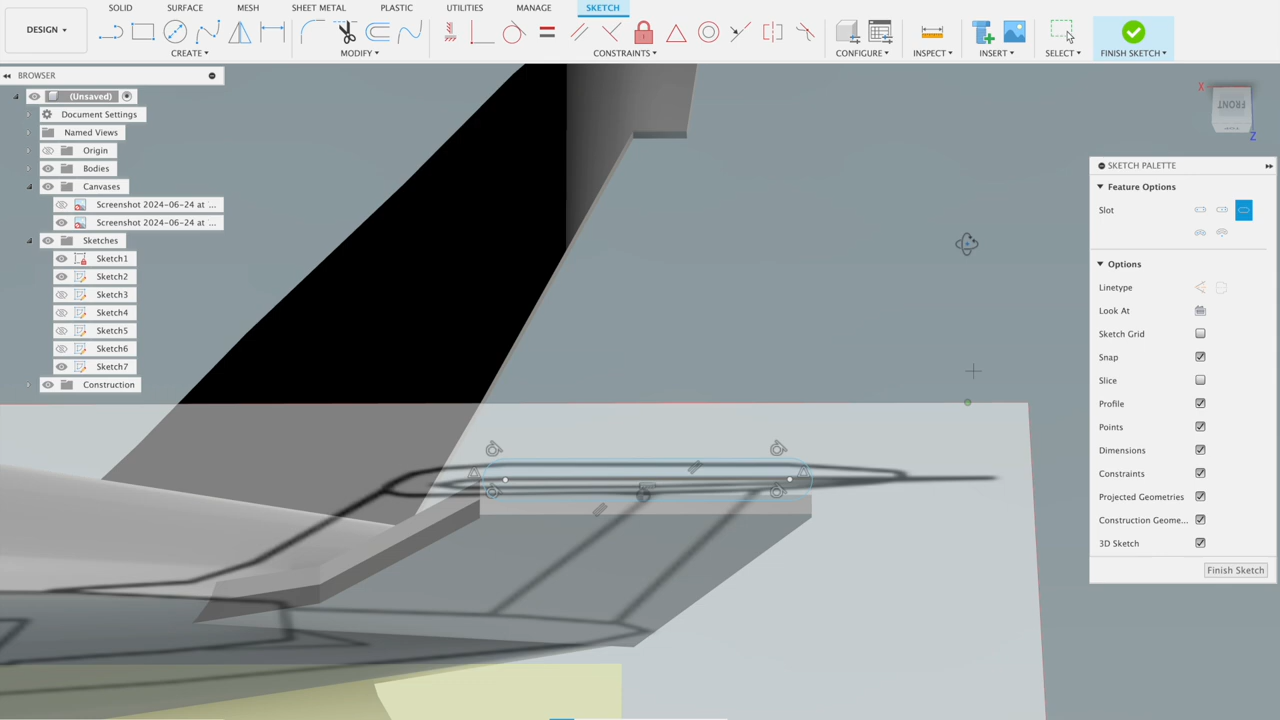 SOLID SURFACE MESH SHEET METAL PLASTIC UTILITIES MANAGE SKETCH
DESIGN
CREATE MODIFY CONSTRAINTS CONFIGURE INSPECT INSERT SELECT FINISH SKETCH
BROWSER
(Unsaved)
Document Settings
Named Views
Origin
Bodies
Canvases
Screenshot 2024-06-24 at ...
Screenshot 2024-06-24 at ...
Sketches
Sketch1
Sketch2
Sketch3
Sketch4
Sketch5
Sketch6
Sketch7
Construction
X
FRONT
Z
SKETCH PALETTE
Feature Options
Slot
Options
Linetype
Look At
Sketch Grid
Snap
Slice
Profile
Points
Dimensions
Constraints
Projected Geometries
Construction Geome...
3D Sketch
Finish Sketch